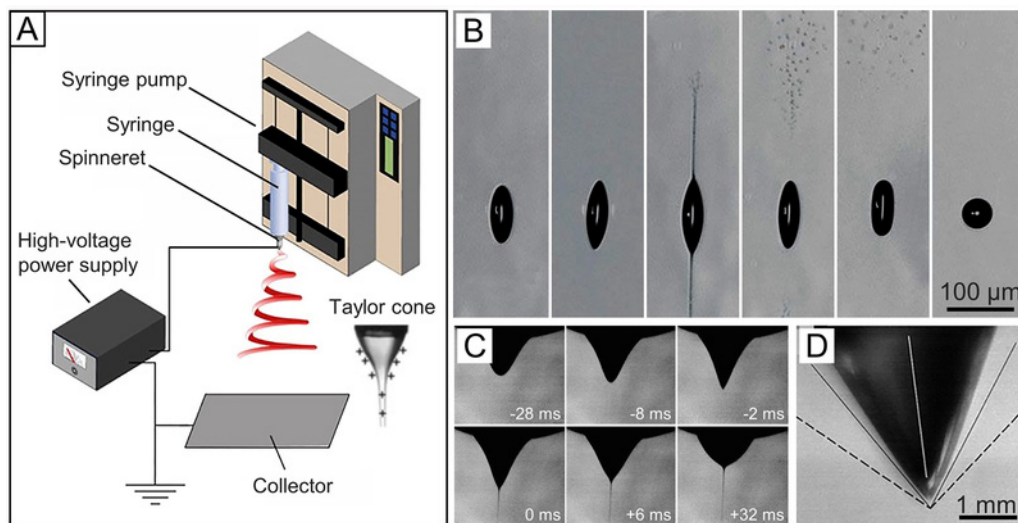 A
Syringe pump
Syringe
Spinneret
High-voltage
power supply
Taylor cone
Collector
B
100 µm
C
-28 ms
-8 ms
-2 ms
0 ms
+6 ms
+32 ms
D
1 mm